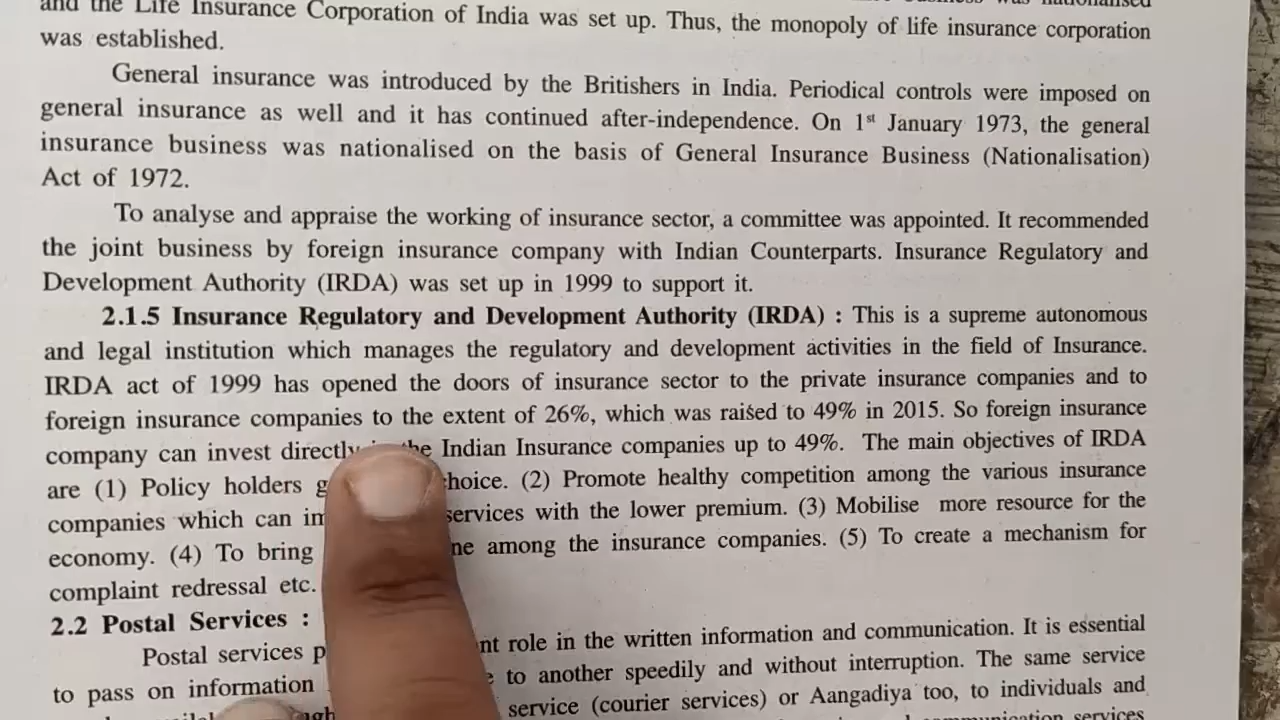 and the Life Insurance Corporation of India was set up. Thus, the monopoly of life insurance corporation
was established.
General insurance was introduced by the Britishers in India. Periodical controls were imposed on
general insurance as well and it has continued after-independence. On 1st January 1973, the general
insurance business was nationalised on the basis of General Insurance Business (Nationalisation)
Act of 1972.
To analyse and appraise the working of insurance sector, a committee was appointed. It recommended
the joint business by foreign insurance company with Indian Counterparts. Insurance Regulatory and
Development Authority (IRDA) was set up in 1999 to support it.
2.1.5 Insurance Regulatory and Development Authority (IRDA) : This is a supreme autonomous
and legal institution which manages the regulatory and development activities in the field of Insurance.
IRDA act of 1999 has opened the doors of insurance sector to the private insurance companies and to
foreign insurance companies to the extent of 26%, which was raised to 49% in 2015. So foreign insurance
company can invest directly the Indian Insurance companies up to 49%. The main objectives of IRDA
are (1) Policy holders choice. (2) Promote healthy competition among the various insurance
companies which can services with the lower premium. (3) Mobilise more resource for the
economy. (4) To bring among the insurance companies. (5) To create a mechanism for
complaint redressal etc.
2.2 Postal Services :
Postal services role in the written information and communication. It is essential
to pass on information to another speedily and without interruption. The same service
service (courier services) or Aangadiya too, to individuals and
communication services